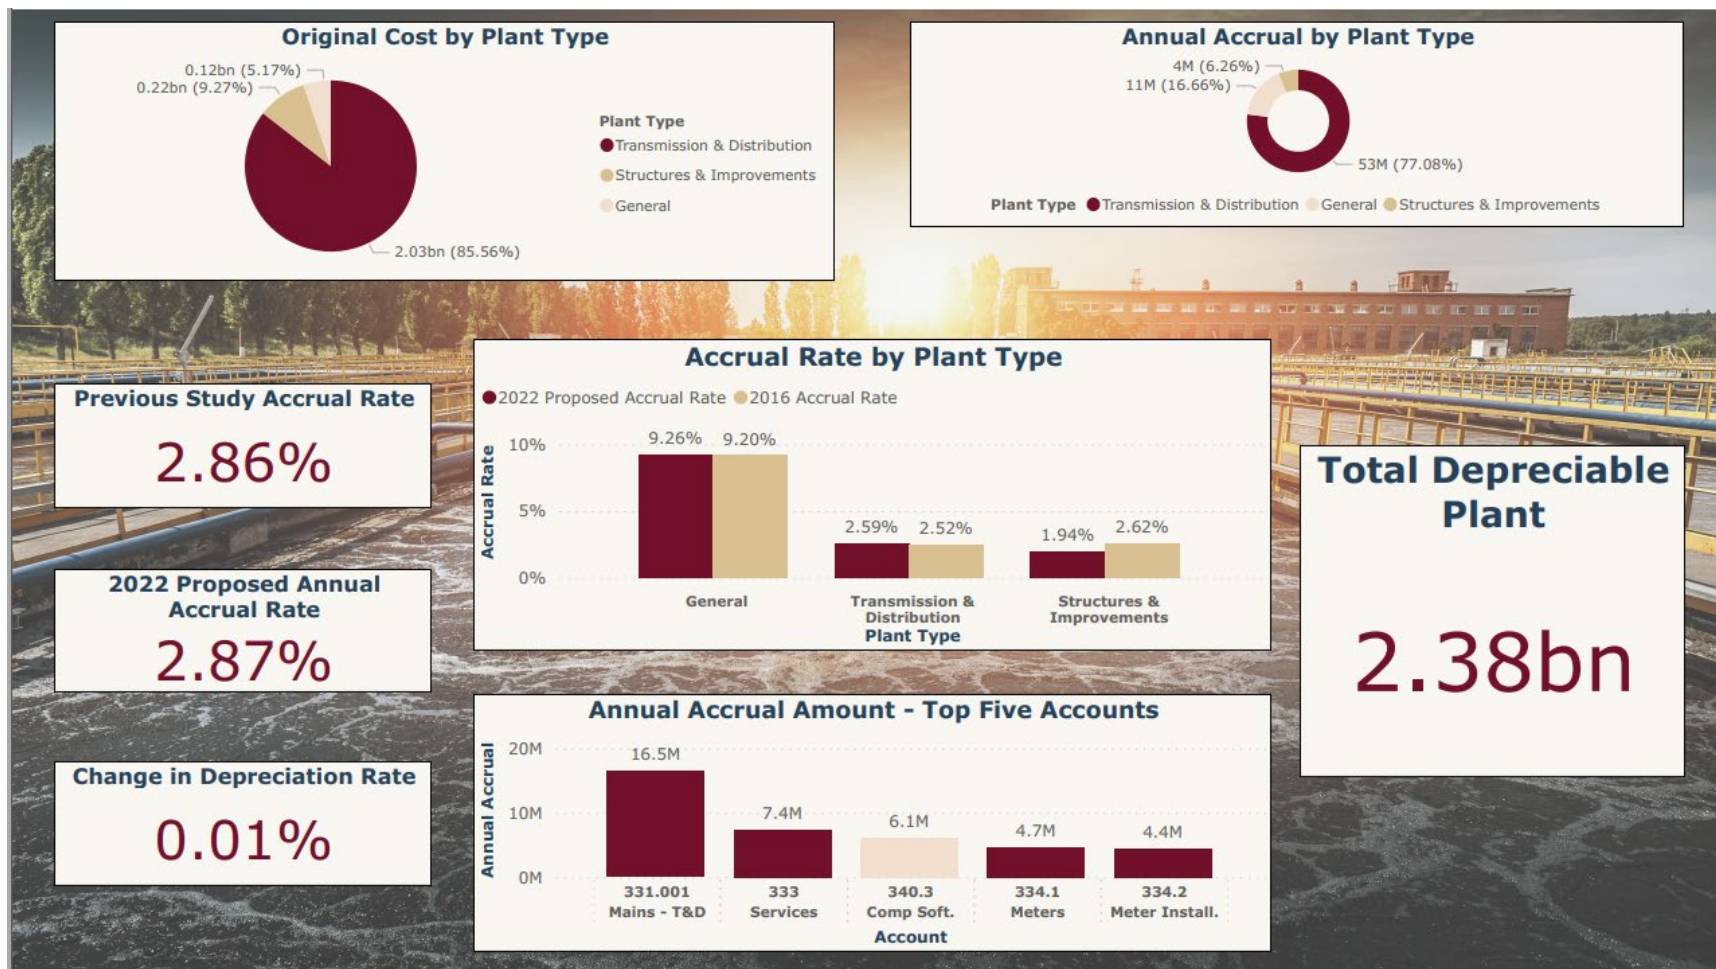 Original Cost by Plant Type
0.12bn (5.17%)
0.22bn (9.27%)
2.03bn (85.56%)
Plant Type
Transmission & Distribution
Structures & Improvements
General
Annual Accrual by Plant Type
4M (6.26%)
11M (16.66%)
53M (77.08%)
Plant Type Transmission & Distribution General Structures & Improvements
Previous Study Accrual Rate
2.86%
2022 Proposed Annual
Accrual Rate
2.87%
Change in Depreciation Rate
0.01%
Accrual Rate by Plant Type
2022 Proposed Accrual Rate 2016 Accrual Rate
Accrual Rate
10%
5%
0%
9.26% 9.20%
2.59% 2.52%
1.94% 2.62%
General
Transmission &
Distribution
Structures &
Improvements
Plant Type
Annual Accrual Amount - Top Five Accounts
Annual Accrual
20M
10M
0M
16.5M
7.4M
6.1M
4.7M
4.4M
331.001
Mains - T&D
333
Services
340.3
Comp Soft.
334.1
Meters
334.2
Meter Install.
Account
Total Depreciable
Plant
2.38bn